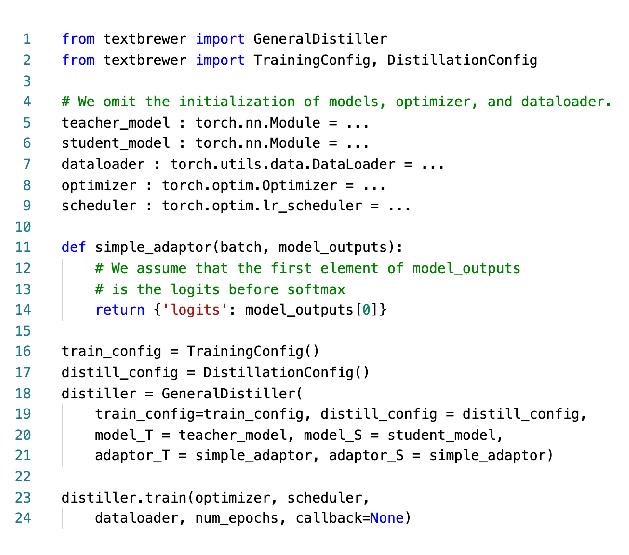 1 from textbrewer import GeneralDistiller
2 from textbrewer import TrainingConfig, DistillationConfig
3
4 # We omit the initialization of models, optimizer, and dataloader.
5 teacher_model : torch.nn.Module = ...
6 student_model : torch.nn.Module = ...
7 dataloader : torch.utils.data.DataLoader = ...
8 optimizer : torch.optim.Optimizer = ...
9 scheduler : torch.optim.lr_scheduler = ...
10
11 def simple_adaptor(batch, model_outputs):
12     # We assume that the first element of model_outputs
13     # is the logits before softmax
14     return {'logits': model_outputs[0]}
15
16 train_config = TrainingConfig()
17 distill_config = DistillationConfig()
18 distiller = GeneralDistiller(
19     train_config=train_config, distill_config = distill_config,
20     model_T = teacher_model, model_S = student_model,
21     adaptor_T = simple_adaptor, adaptor_S = simple_adaptor)
22
23 distiller.train(optimizer, scheduler,
24     dataloader, num_epochs, callback=None)